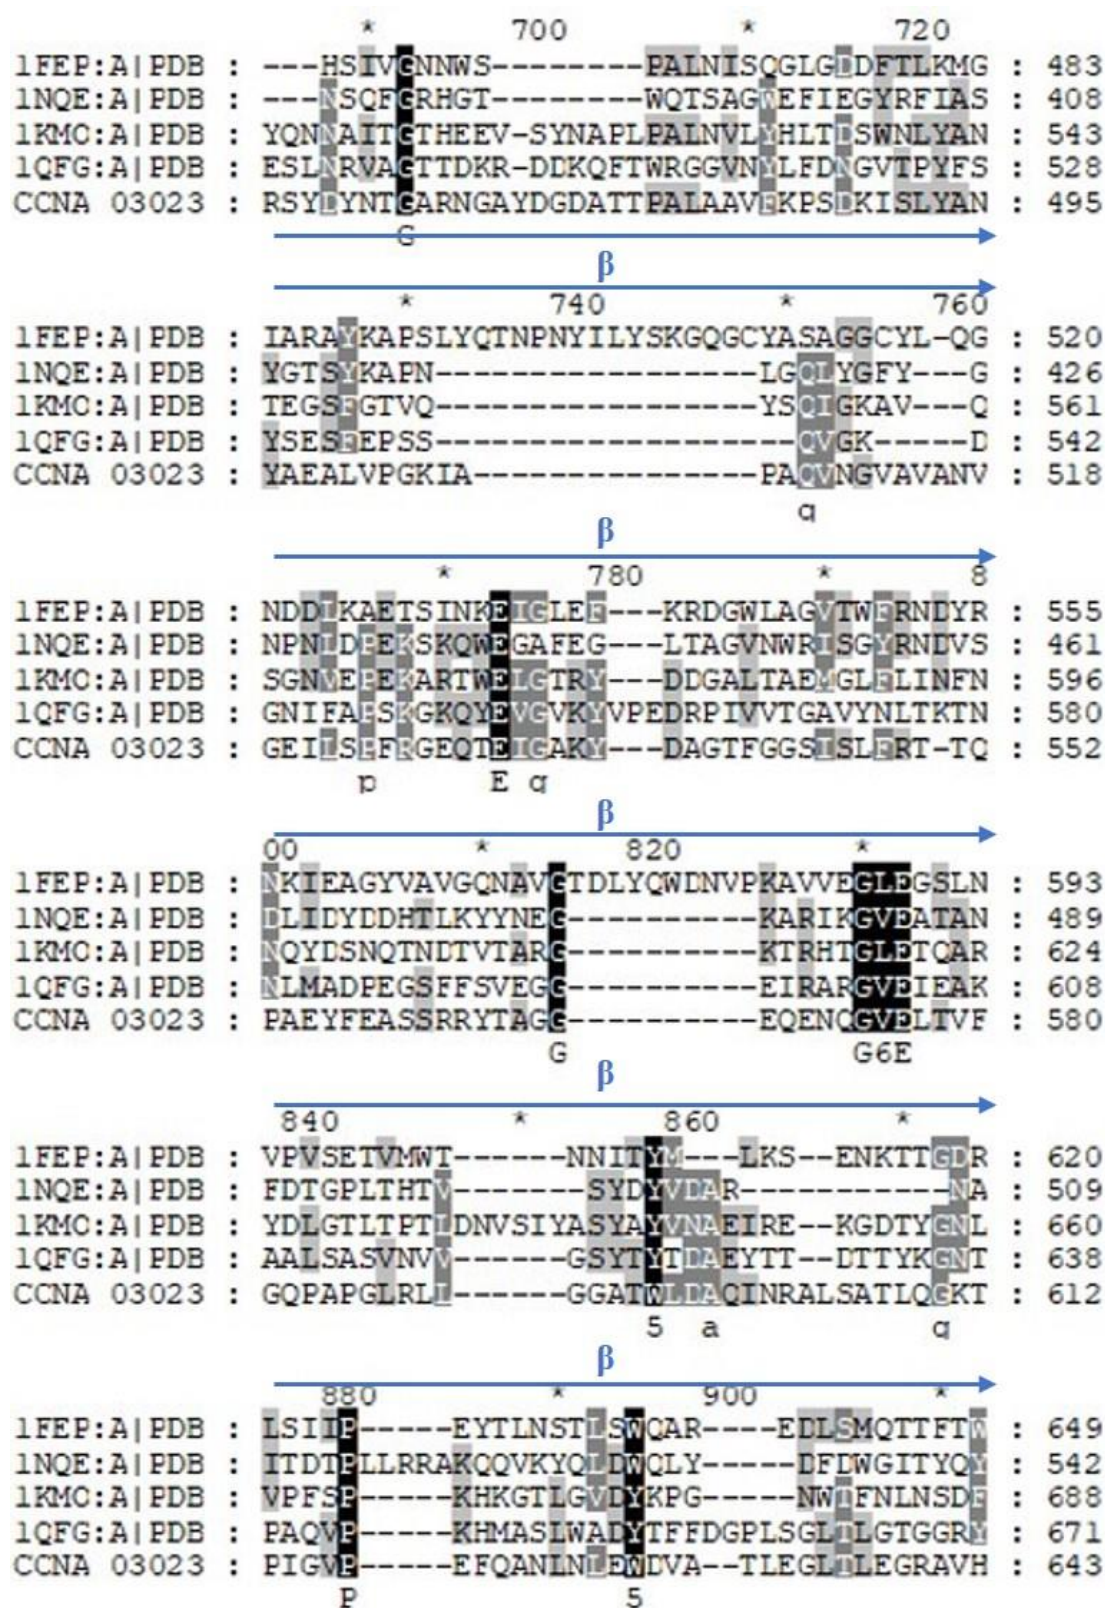 * 700 * 720
1FEP:A|PDB : ---HSIVGNNWS--------PALNISQGLGDDFTLKMG : 483
1NQE:A|PDB : ---NSQFGRHGT--------WQTSAGWEFIEGYRFIAS : 408
1KMO:A|PDB : YQNNAITGTHEEV-SYNAPLPALNVLYHLTDSWNLYAN : 543
1QFG:A|PDB : ESLNRVAGTTDKR-DDKQFTWRGGVNYLFDNGVTPYFS : 528
CCNA 03023 : RSYDYNTGARNGAYDGDATTPALAAVFKPSDKISLYAN : 495
G
β
* 740 * 760
1FEP:A|PDB : IARAYKAPSLYQTNPNYILYSKGQGCYASAGGCYL-QG : 520
1NQE:A|PDB : YGTSYKAPN-----------------LGQLYGFY---G : 426
1KMO:A|PDB : TEGSFGTVQ-----------------YSQIGKAV---Q : 561
1QFG:A|PDB : YSESFEPSS-------------------QVGK-----D : 542
CCNA 03023 : YAEALVPGKIA---------------PAQVNGVAVANV : 518
q
β
* 780 * 8
1FEP:A|PDB : NDDLKAETSINKEIGLEF---KRDGWLAGVTWFRNDYR : 555
1NQE:A|PDB : NPNLDPEKSKQWEGAFEG---LTAGVNWRISGYRNDVS : 461
1KMO:A|PDB : SGNVEPEKARTWELGTRY---DDGALTAEMGLFLINFN : 596
1QFG:A|PDB : GNIFAPSKGKQYEVGVKYVPEDRPIVVTGAVYNLTKTN : 580
CCNA 03023 : GEILSPFRGEQTEIGAKY---DAGTFGGSISLFRT-TQ : 552
p E g
β
00 * 820 *
1FEP:A|PDB : NKIEAGYVAVGQNAVGTDLYQWDNVPKAVVEGLEGSLN : 593
1NQE:A|PDB : DLIDYDDHTLKYYNEG----------KARIKGVEATAN : 489
1KMO:A|PDB : NQYDSNQTNDTVTARG----------KTRHTGLETQAR : 624
1QFG:A|PDB : NLMADPEGSFFSVEGG----------EIRARGVEIEAK : 608
CCNA 03023 : PAEYFEASSRRYTAGG----------EQENQGVELTVF : 580
G G6E
β
840 * 860 *
1FEP:A|PDB : VPVSETVMWT------NNITYM---LKS--ENKTTGDR : 620
1NQE:A|PDB : FDTGPLTHTV-------SYDYVDAR-----------NA : 509
1KMO:A|PDB : YDLGTLTPTLDNVSIYASYAYVNAEIRE--KGDTYGNL : 660
1QFG:A|PDB : AALSASVNVV------GSYTYTDAEYTT--DTTYKGNT : 638
CCNA 03023 : GQPAPGLRLL------GGATWLDAQINRALSATLQGKT : 612
5 a g
β
880 * 900 *
1FEP:A|PDB : LSIIP-----EYTLNSTLSWQAR----EDLSMQTTFTW : 649
1NQE:A|PDB : ITDTPLLRRAKQQVKYQLDWQLY-----DFDWGITYQY : 542
1KMO:A|PDB : VPFSP-----KHKGTLGVDYKPG-----NWTFNLNSDF : 688
1QFG:A|PDB : PAQVP-----KHMASLWADYTFFDGPLSGLTLGTGGRY : 671
CCNA 03023 : PIGVP-----EFQANLNLEWDVA--TLEGLTLEGRAVH : 643
P 5